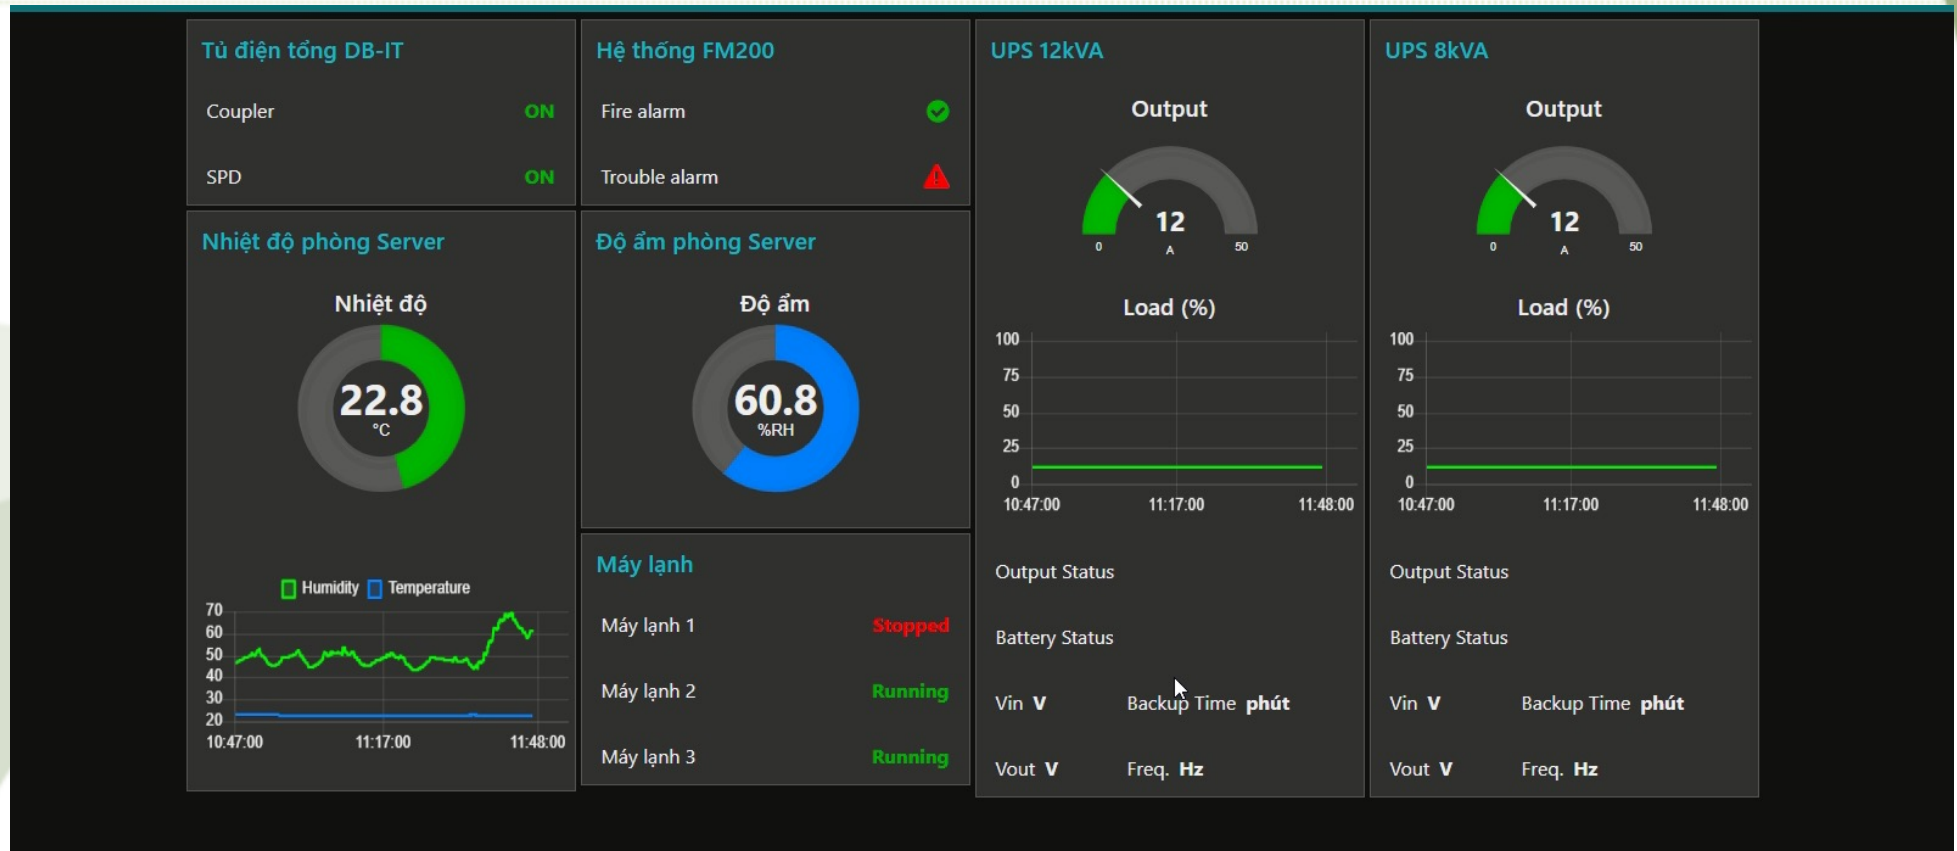 Tủ điện tổng DB-IT
Coupler ON
SPD ON
Hệ thống FM200
Fire alarm
Trouble alarm
Nhiệt độ phòng Server
Nhiệt độ
22.8
°C
Humidity Temperature
70
60
50
40
30
20
10:47:00 11:17:00 11:48:00
Độ ẩm phòng Server
Độ ẩm
60.8
%RH
Máy lạnh
Máy lạnh 1 Stopped
Máy lạnh 2 Running
Máy lạnh 3 Running
UPS 12kVA
Output
12
0 A 50
Load (%)
100
75
50
25
0
10:47:00 11:17:00 11:48:00
Output Status
Battery Status
Vin V Backup Time phút
Vout V Freq. Hz
UPS 8kVA
Output
12
0 A 50
Load (%)
100
75
50
25
0
10:47:00 11:17:00 11:48:00
Output Status
Battery Status
Vin V Backup Time phút
Vout V Freq. Hz